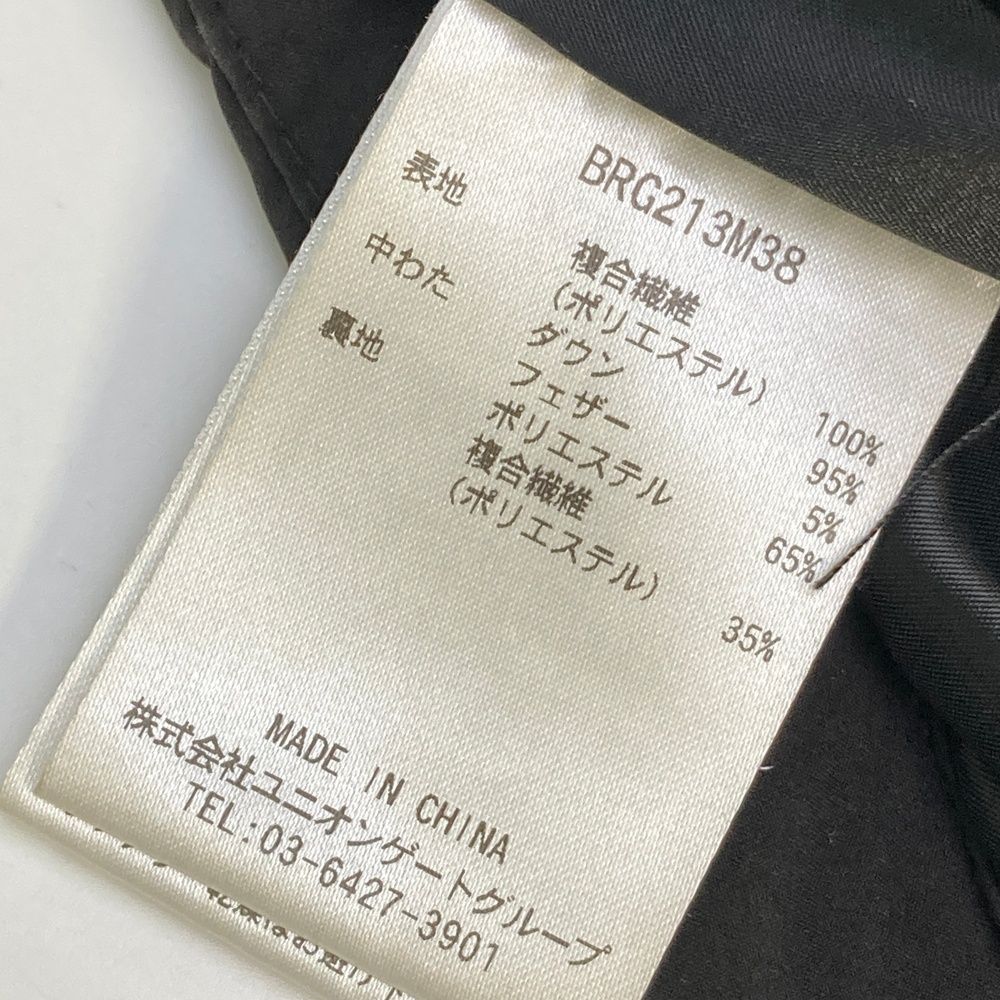 BRG213M38
表地 複合繊維
(ポリエステル) 100%
中わた ダウン 95%
フェザー 5%
裏地 ポリエステル 65%
複合繊維
(ポリエステル) 35%
MADE IN CHINA
株式会社ユニオンゲートグループ
TEL:03-6427-3901